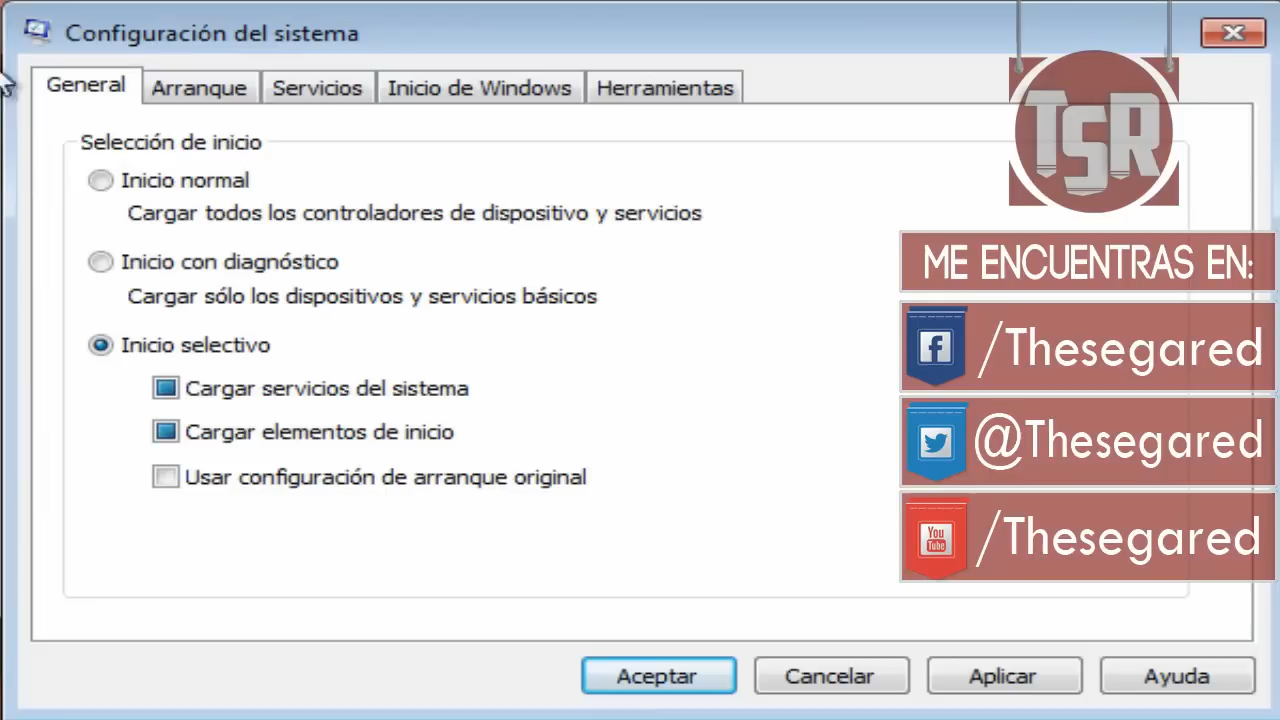 Configuración del sistema
General
Arranque
Servicios
Inicio de Windows
Herramientas
Selección de inicio
Inicio normal
Cargar todos los controladores de dispositivo y servicios
Inicio con diagnóstico
Cargar sólo los dispositivos y servicios básicos
Inicio selectivo
Cargar servicios del sistema
Cargar elementos de inicio
Usar configuración de arranque original
Aceptar
Cancelar
Aplicar
Ayuda
TSR
ME ENCUENTRAS EN:
f
/Thesegared
@Thesegared
You
Tube
/Thesegared